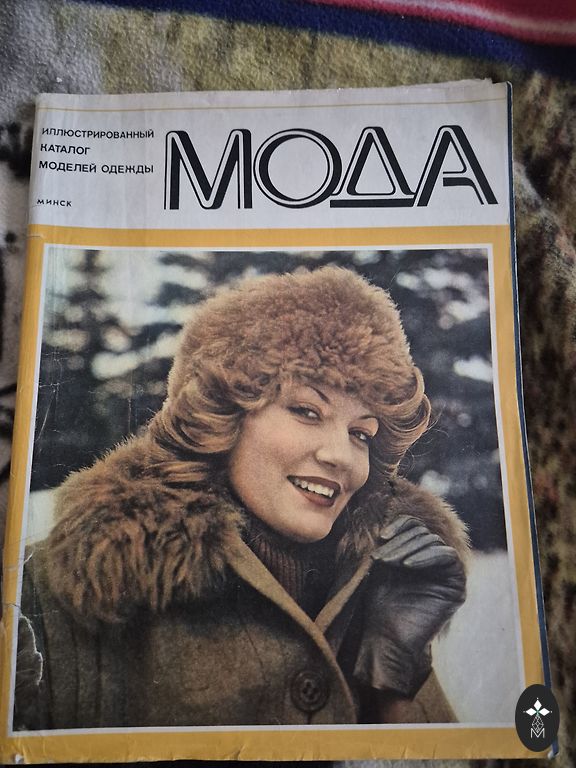 ИЛЛЮСТРИРОВАННЫЙ
КАТАЛОГ
МОДЕЛЕЙ ОДЕЖДЫ
МИНСК
МОДА
M